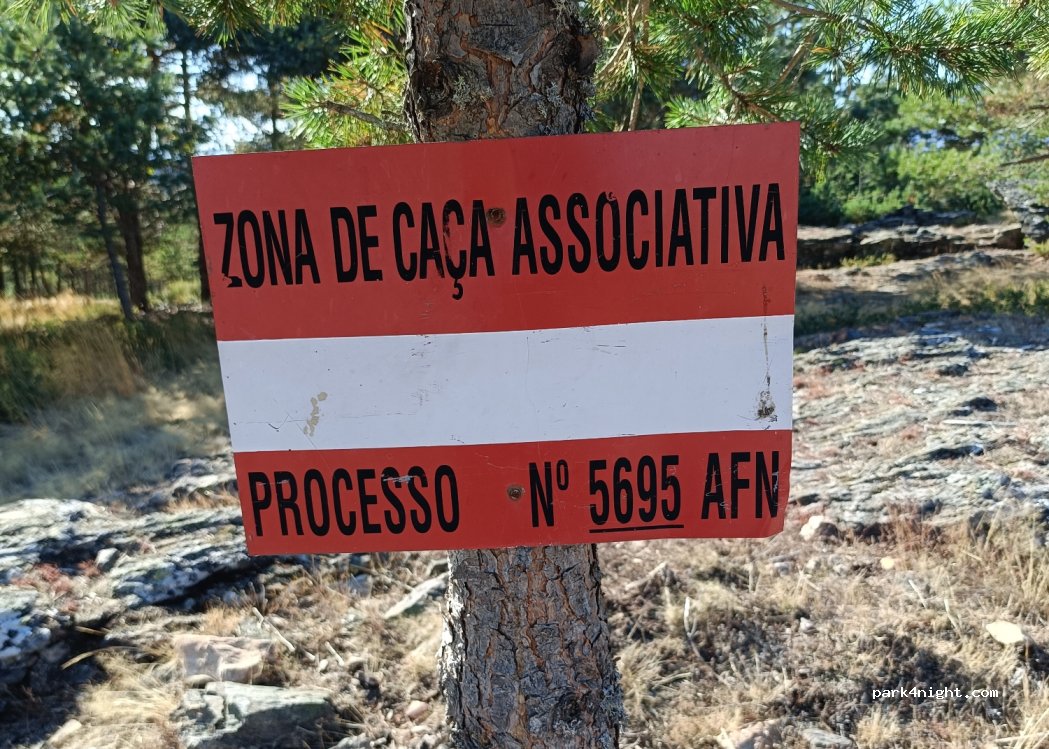 ZONA DE CAÇA ASSOCIATIVA
PROCESSO Nº 5695 AFN
park4night.com